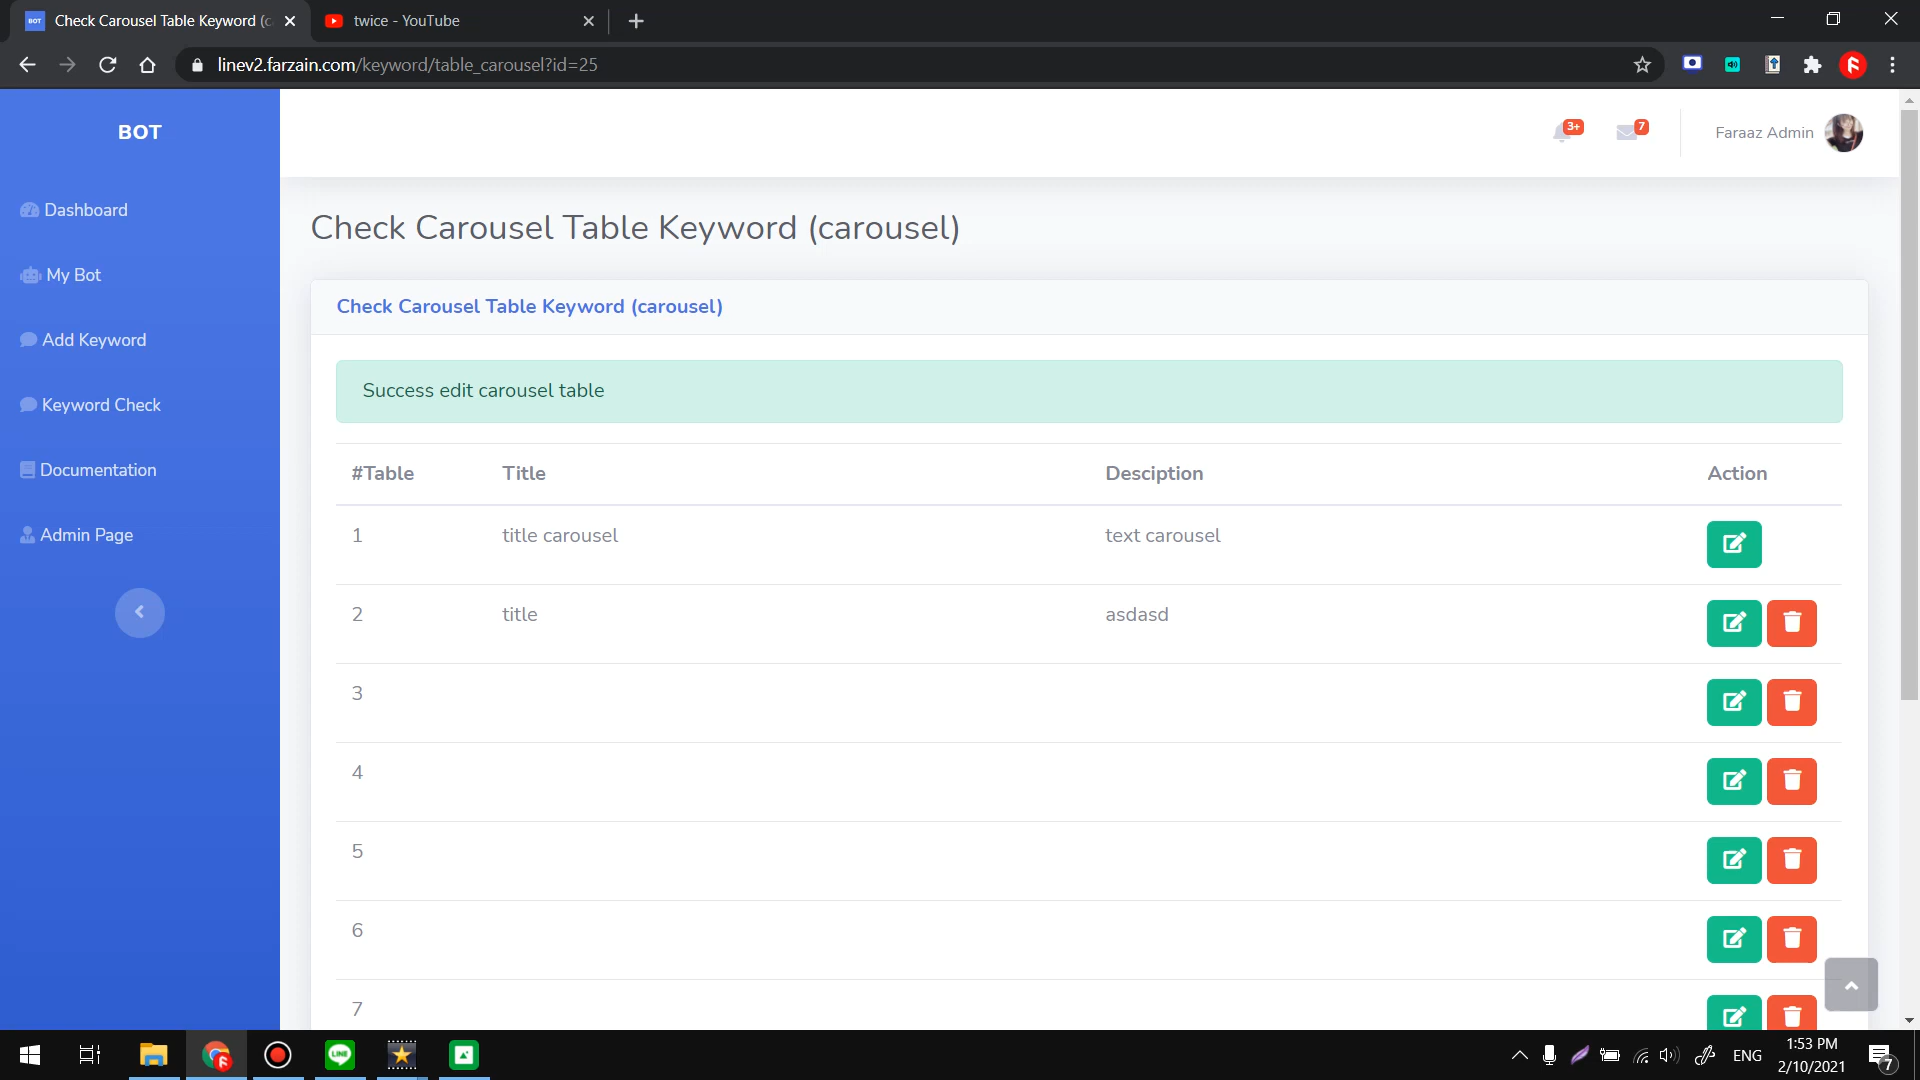 BOT
Check Carousel Table Keyword (c
twice - YouTube
linev2.farzain.com/keyword/table_carousel?id=25
BOT
3+
7
Faraaz Admin
Dashboard
My Bot
Add Keyword
Keyword Check
Documentation
Admin Page
Check Carousel Table Keyword (carousel)
Check Carousel Table Keyword (carousel)
Success edit carousel table
#Table Title Desciption Action
1 title carousel text carousel
2 title asdasd
3
4
5
6
7
LINE
ENG
1:53 PM
2/10/2021
7